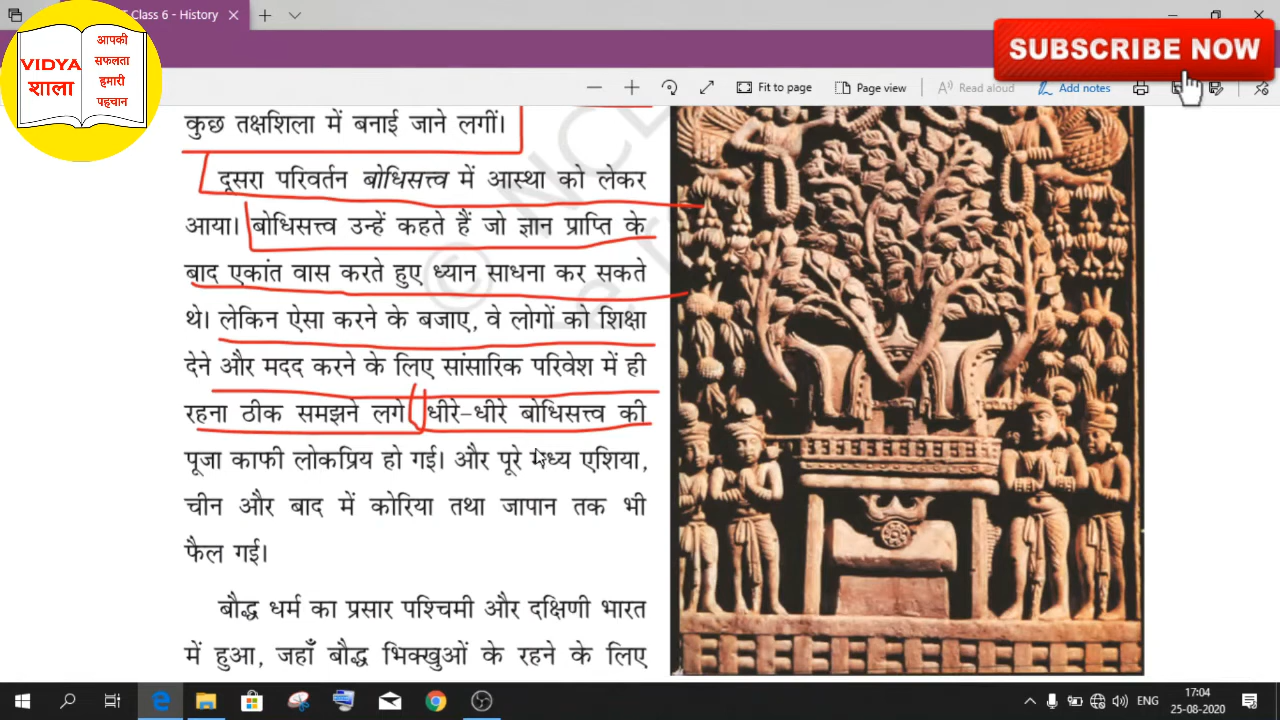 Class 6 - History
VIDYA
शाला
आपकी
सफलता
हमारी
पहचान
SUBSCRIBE NOW
Fit to page
Page view
Read aloud
Add notes
कुछ तक्षशिला में बनाई जाने लगीं।
दूसरा परिवर्तन बोधिसत्त्व में आस्था को लेकर
आया। बोधिसत्त्व उन्हें कहते हैं जो ज्ञान प्राप्ति के
बाद एकांत वास करते हुए ध्यान साधना कर सकते
थे। लेकिन ऐसा करने के बजाए, वे लोगों को शिक्षा
देने और मदद करने के लिए सांसारिक परिवेश में ही
रहना ठीक समझने लगे। धीरे-धीरे बोधिसत्त्व की
पूजा काफी लोकप्रिय हो गई। और पूरे मध्य एशिया,
चीन और बाद में कोरिया तथा जापान तक भी
फैल गई।
बौद्ध धर्म का प्रसार पश्चिमी और दक्षिणी भारत
में हुआ, जहाँ बौद्ध भिक्खुओं के रहने के लिए
ENG
17:04
25-08-2020